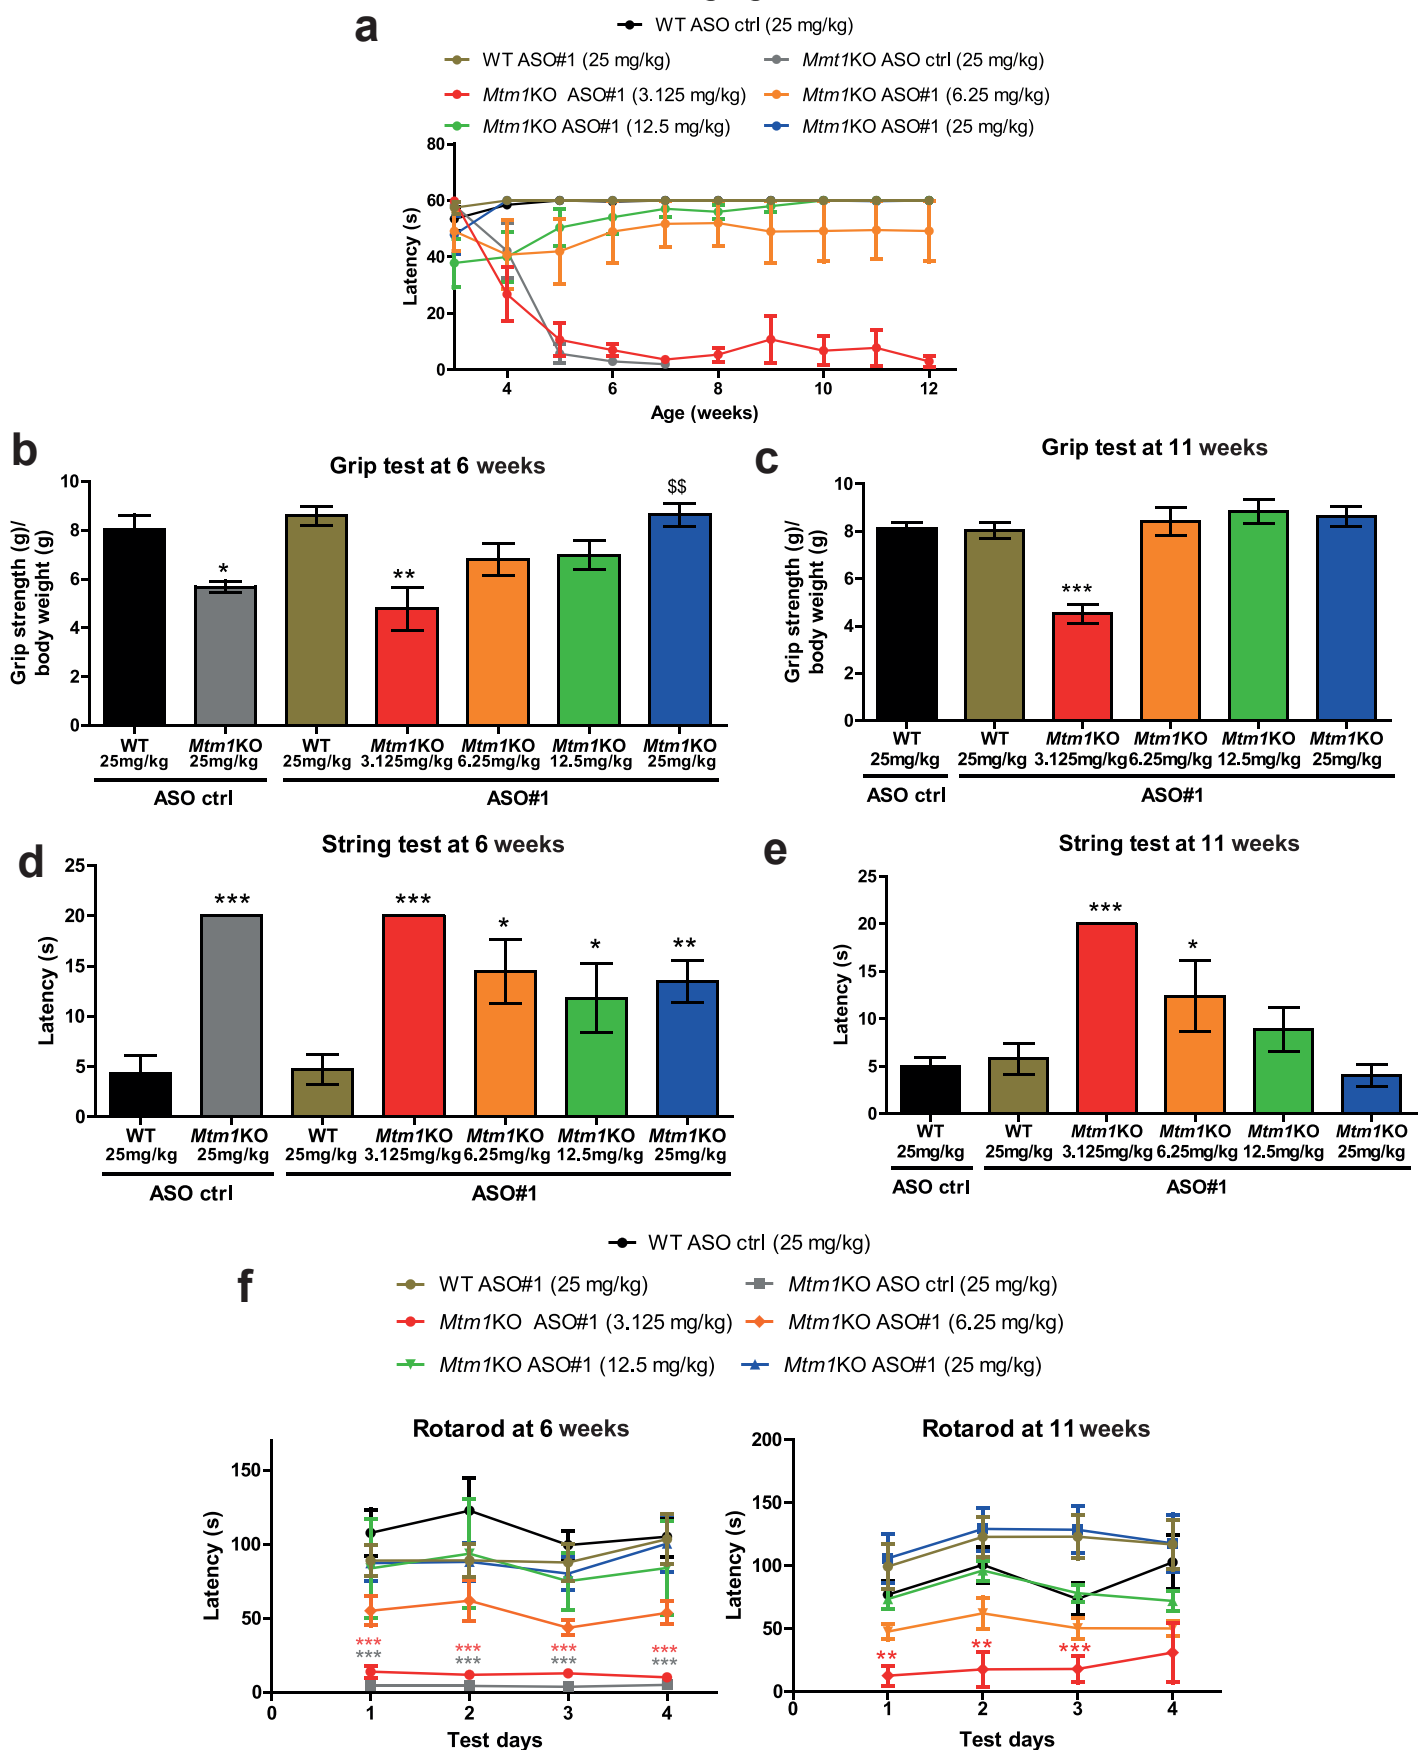 a
WT ASO ctrl (25 mg/kg)
WT ASO#1 (25 mg/kg)
Mmt1KO ASO ctrl (25 mg/kg)
Mtm1KO ASO#1 (3.125 mg/kg)
Mtm1KO ASO#1 (6.25 mg/kg)
Mtm1KO ASO#1 (12.5 mg/kg)
Mtm1KO ASO#1 (25 mg/kg)
80
60
40
20
0
Latency (s)
4 6 8 10 12
Age (weeks)
b
Grip test at 6 weeks
Grip strength (g)/
body weight (g)
10
8
6
4
2
0
* ** $$
WT Mtm1KO WT Mtm1KO Mtm1KO Mtm1KO Mtm1KO
25mg/kg 25mg/kg 25mg/kg 3.125mg/kg 6.25mg/kg 12.5mg/kg 25mg/kg
ASO ctrl ASO#1
c
Grip test at 11 weeks
Grip strength (g)/
body weight (g)
10
8
6
4
2
0
***
WT WT Mtm1KO Mtm1KO Mtm1KO Mtm1KO
25mg/kg 25mg/kg 3.125mg/kg 6.25mg/kg 12.5mg/kg 25mg/kg
ASO ctrl ASO#1
d
String test at 6 weeks
Latency (s)
25
20
15
10
5
0
*** *** * * **
WT Mtm1KO WT Mtm1KO Mtm1KO Mtm1KO Mtm1KO
25mg/kg 25mg/kg 25mg/kg 3.125mg/kg 6.25mg/kg 12.5mg/kg 25mg/kg
ASO ctrl ASO#1
e
String test at 11 weeks
Latency (s)
25
20
15
10
5
0
*** *
WT WT Mtm1KO Mtm1KO Mtm1KO Mtm1KO
25mg/kg 25mg/kg 3.125mg/kg 6.25mg/kg 12.5mg/kg 25mg/kg
ASO ctrl ASO#1
f
WT ASO ctrl (25 mg/kg)
WT ASO#1 (25 mg/kg)
Mtm1KO ASO ctrl (25 mg/kg)
Mtm1KO ASO#1 (3.125 mg/kg)
Mtm1KO ASO#1 (6.25 mg/kg)
Mtm1KO ASO#1 (12.5 mg/kg)
Mtm1KO ASO#1 (25 mg/kg)
Rotarod at 6 weeks
Latency (s)
150
100
50
0
*** *** *** ***
*** *** *** ***
0 1 2 3 4
Test days
Rotarod at 11 weeks
Latency (s)
200
150
100
50
0
** ** ***
0 1 2 3 4
Test days